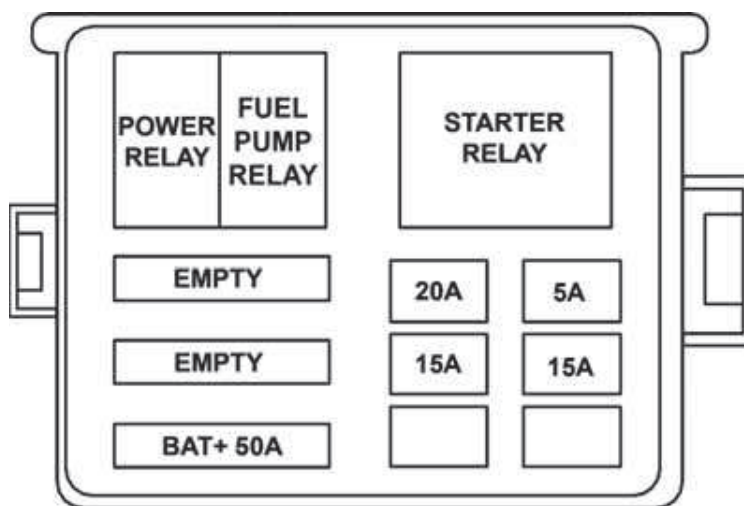 POWER
RELAY
FUEL
PUMP
RELAY
STARTER
RELAY
EMPTY
20A
5A
EMPTY
15A
15A
BAT+ 50A